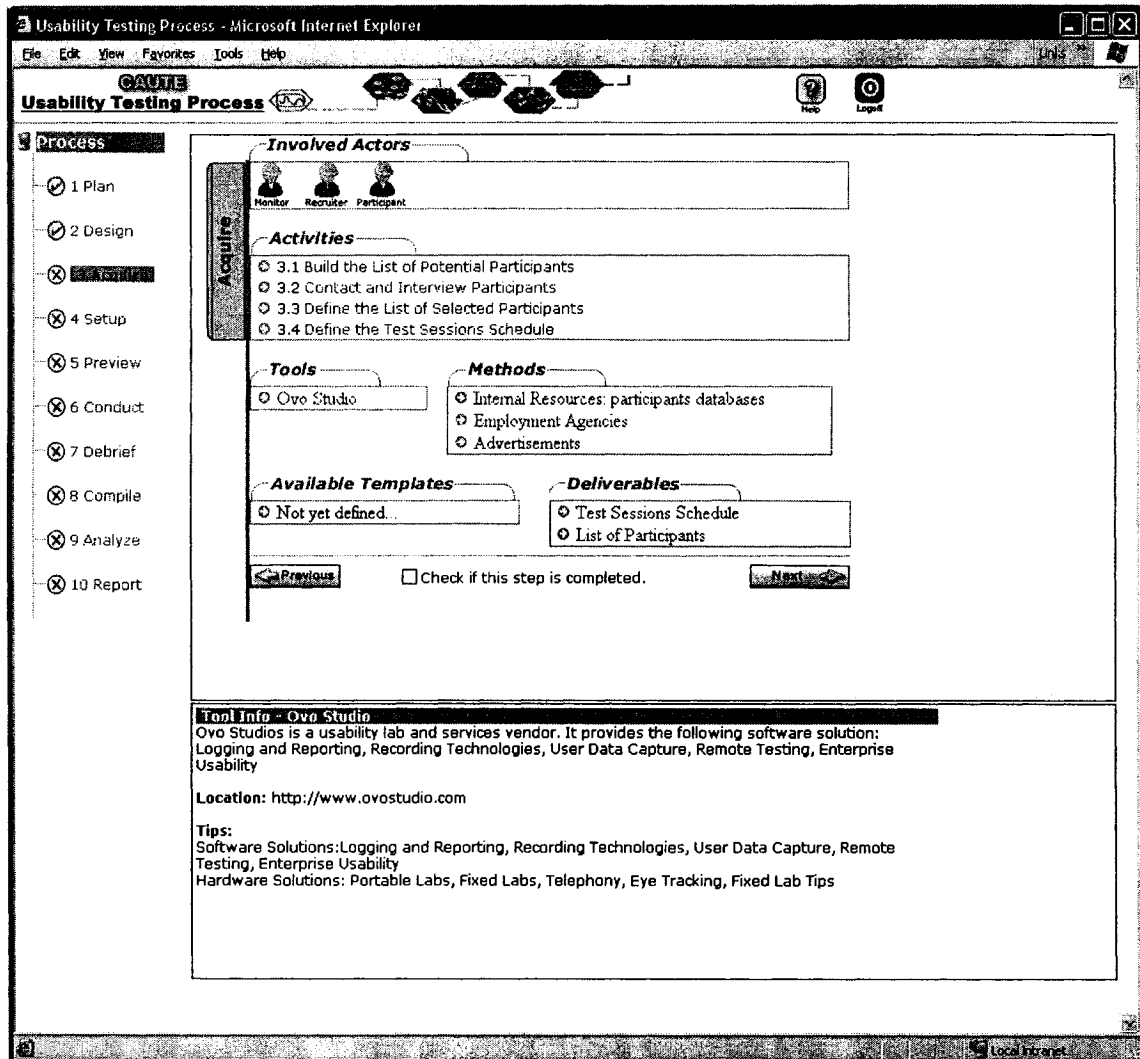 Usability Testing Process - Microsoft Internet Explorer
File Edit View Favorites Tools Help
Links
CAUTE
Usability Testing Process
Help
Logoff
Process
1 Plan
2 Design
4 Setup
5 Preview
6 Conduct
7 Debrief
8 Compile
9 Analyze
10 Report
Acquire
Involved Actors
Monitor Recruiter Participant
Activities
3.1 Build the List of Potential Participants
3.2 Contact and Interview Participants
3.3 Define the List of Selected Participants
3.4 Define the Test Sessions Schedule
Tools
Ovo Studio
Methods
Internal Resources: participants databases
Employment Agencies
Advertisements
Available Templates
Not yet defined...
Deliverables
Test Sessions Schedule
List of Participants
Previous
Check if this step is completed.
Next
Tool Info - Ovo Studio
Ovo Studios is a usability lab and services vendor. It provides the following software solution:
Logging and Reporting, Recording Technologies, User Data Capture, Remote Testing, Enterprise
Usability
Location: http://www.ovostudio.com
Tips:
Software Solutions:Logging and Reporting, Recording Technologies, User Data Capture, Remote
Testing, Enterprise Usability
Hardware Solutions: Portable Labs, Fixed Labs, Telephony, Eye Tracking, Fixed Lab Tips
Local intranet